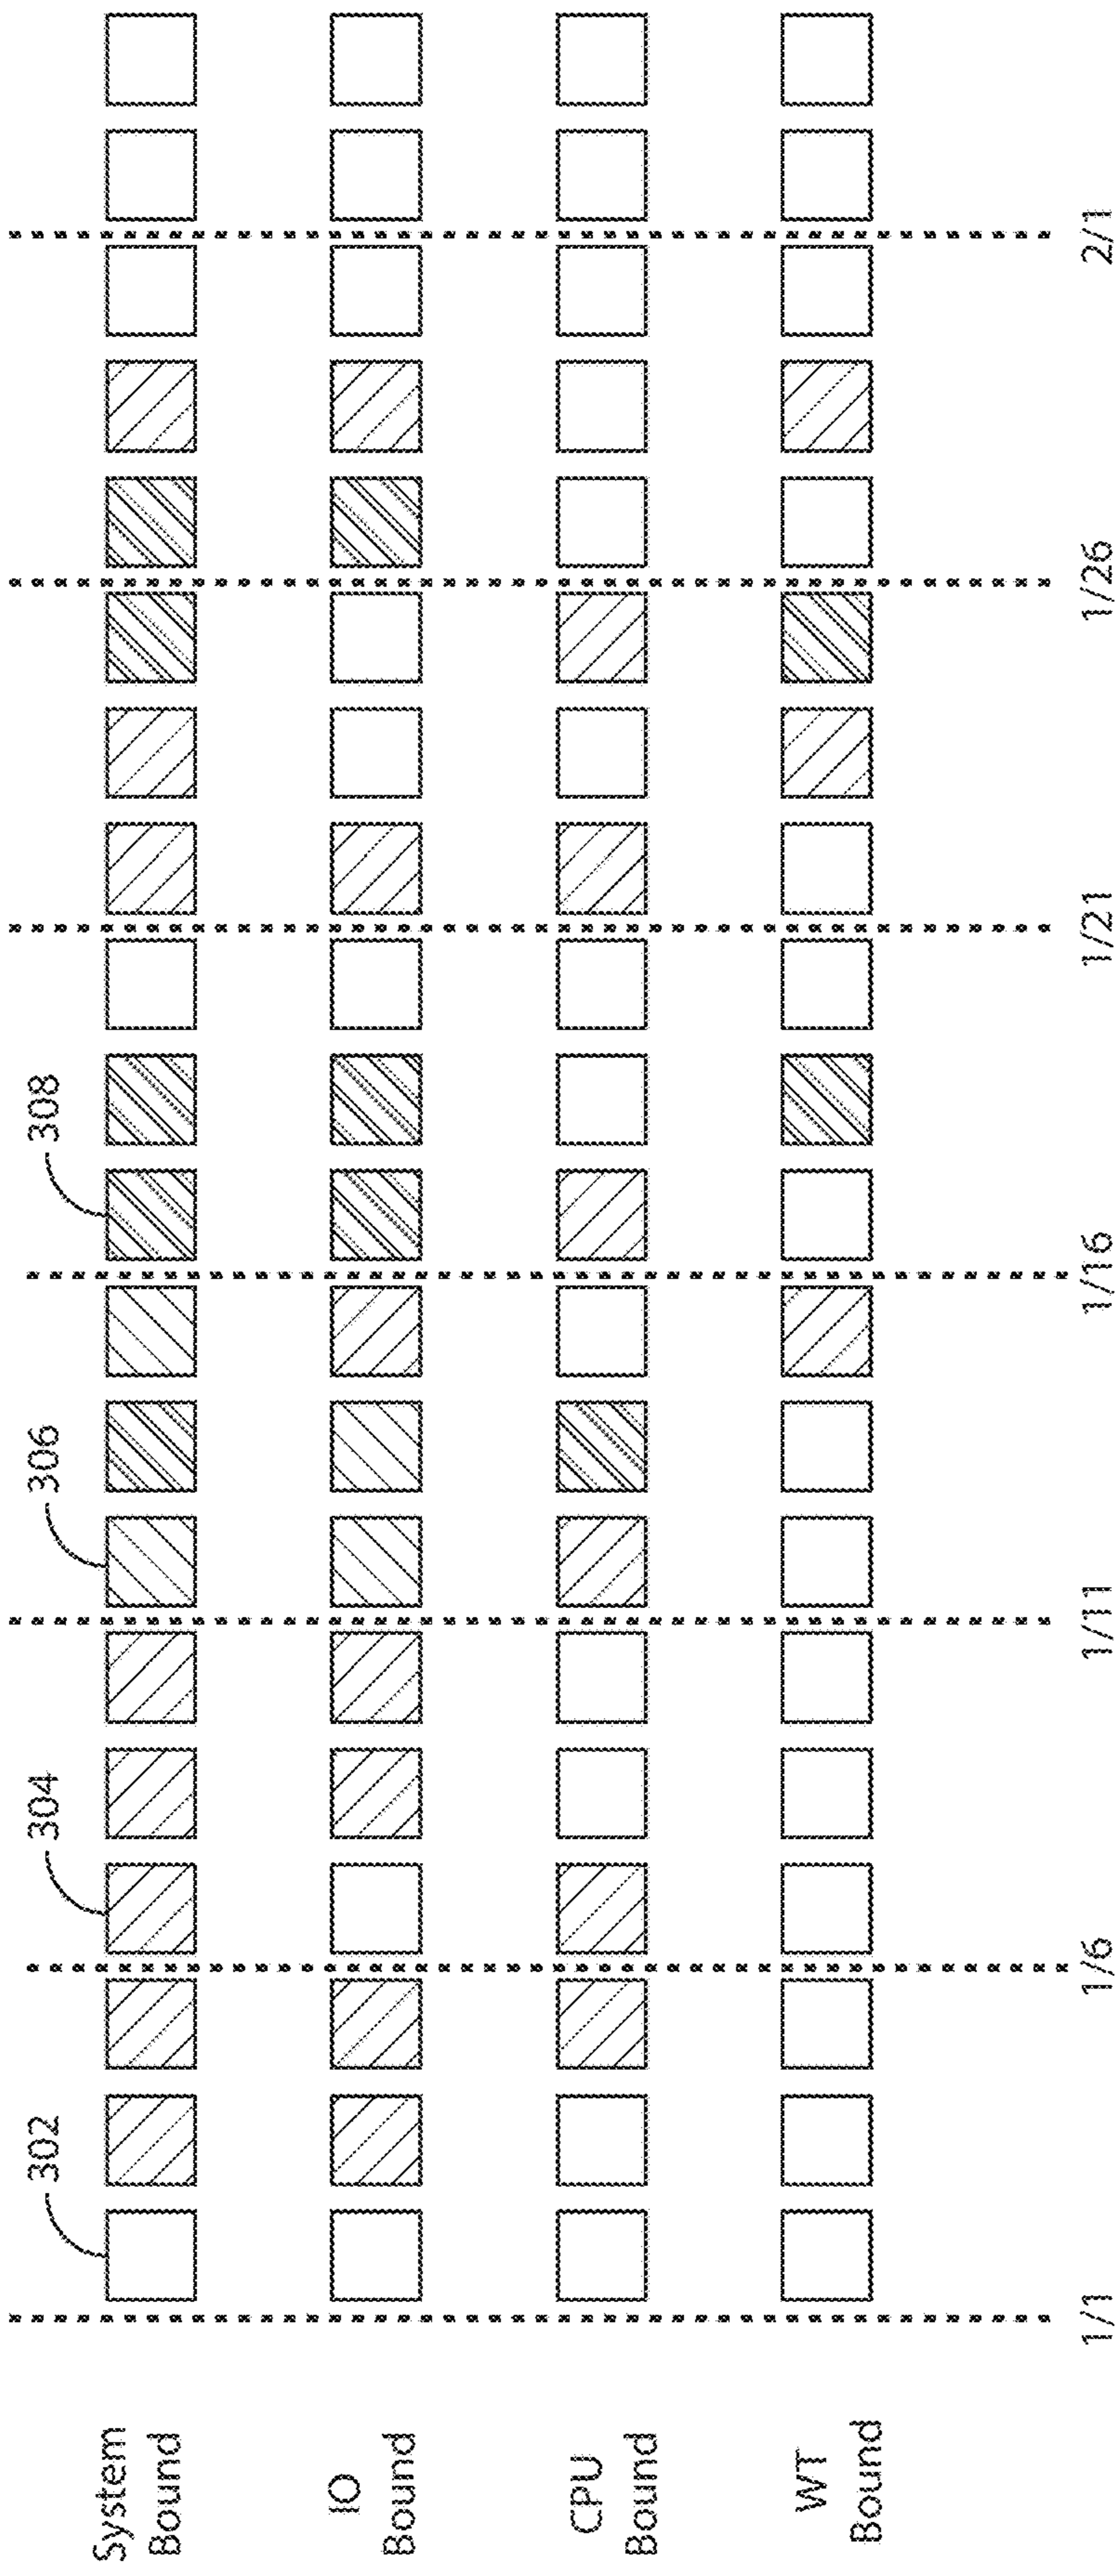 302
304
306
308
System
Bound
IO
Bound
CPU
Bound
WT
Bound
1/1
1/6
1/11
1/16
1/21
1/26
2/1